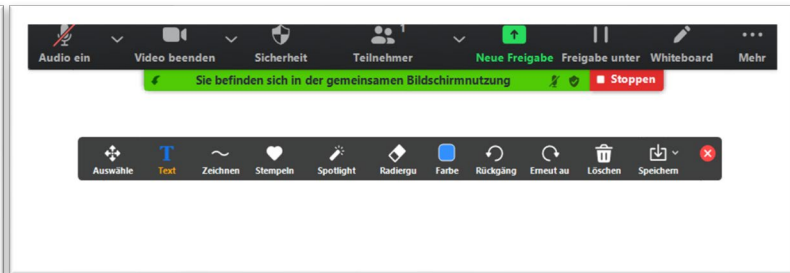 1
Audio ein Video beenden Sicherheit Teilnehmer Neue Freigabe Freigabe unter Whiteboard Mehr
Sie befinden sich in der gemeinsamen Bildschirmnutzung Stoppen
Auswähle Text Zeichnen Stempeln Spotlight Radiergu Farbe Rückgäng Erneut au Löschen Speichern